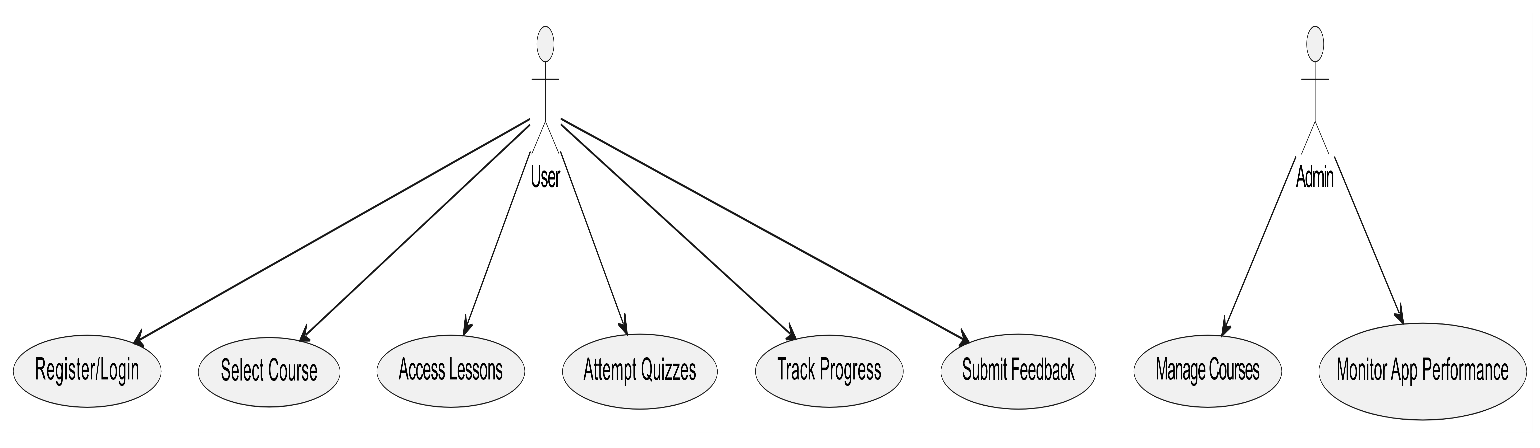 User
Admin
Register/Login
Select Course
Access Lessons
Attempt Quizzes
Track Progress
Submit Feedback
Manage Courses
Monitor App Performance